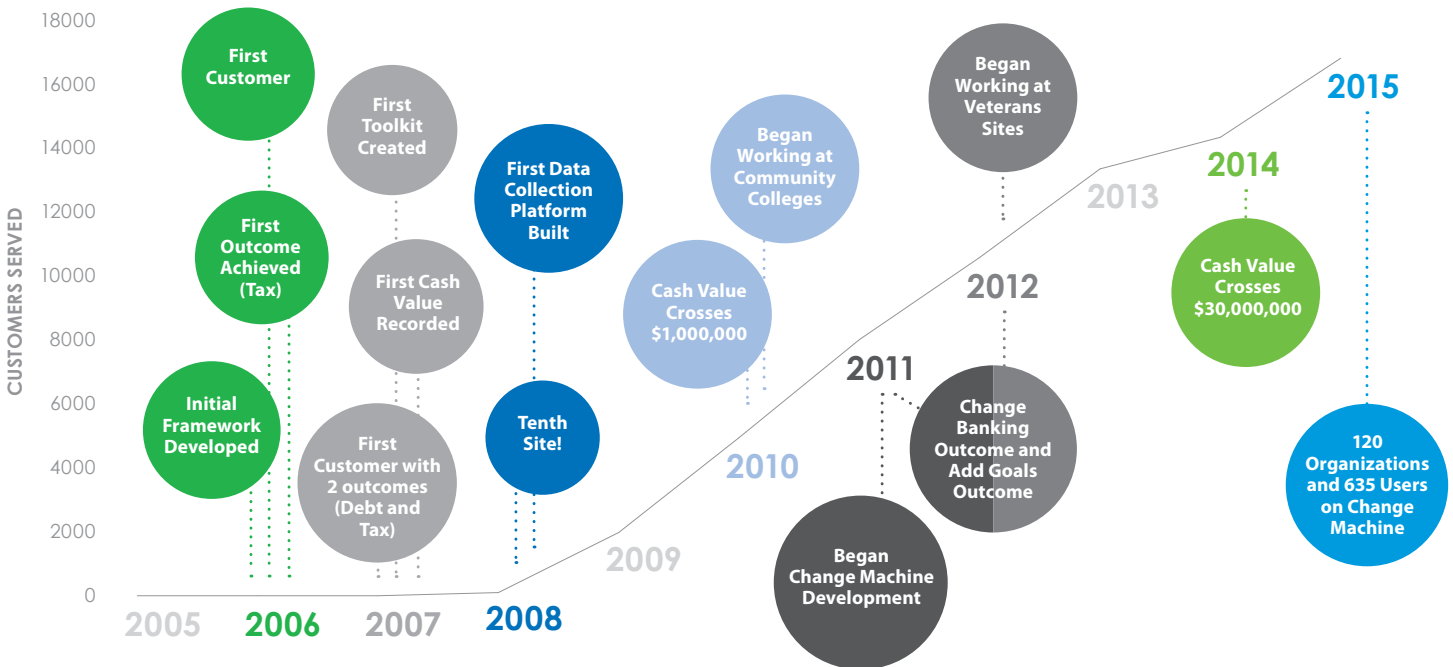 18000
16000
14000
12000
10000
8000
6000
4000
2000
0
CUSTOMERS SERVED
First
Customer
First
Outcome
Achieved
(Tax)
Initial
Framework
Developed
First
Toolkit
Created
First Cash
Value
Recorded
First
Customer with
2 outcomes
(Debt and
Tax)
First Data
Collection
Platform
Built
Tenth
Site!
Began
Working at
Community
Colleges
Cash Value
Crosses
$1,000,000
Began
Working at
Veterans
Sites
Change
Banking
Outcome and
Add Goals
Outcome
Began
Change Machine
Development
Cash Value
Crosses
$30,000,000
120
Organizations
and 635 Users
on Change
Machine
2005
2006
2007
2008
2009
2010
2011
2012
2013
2014
2015